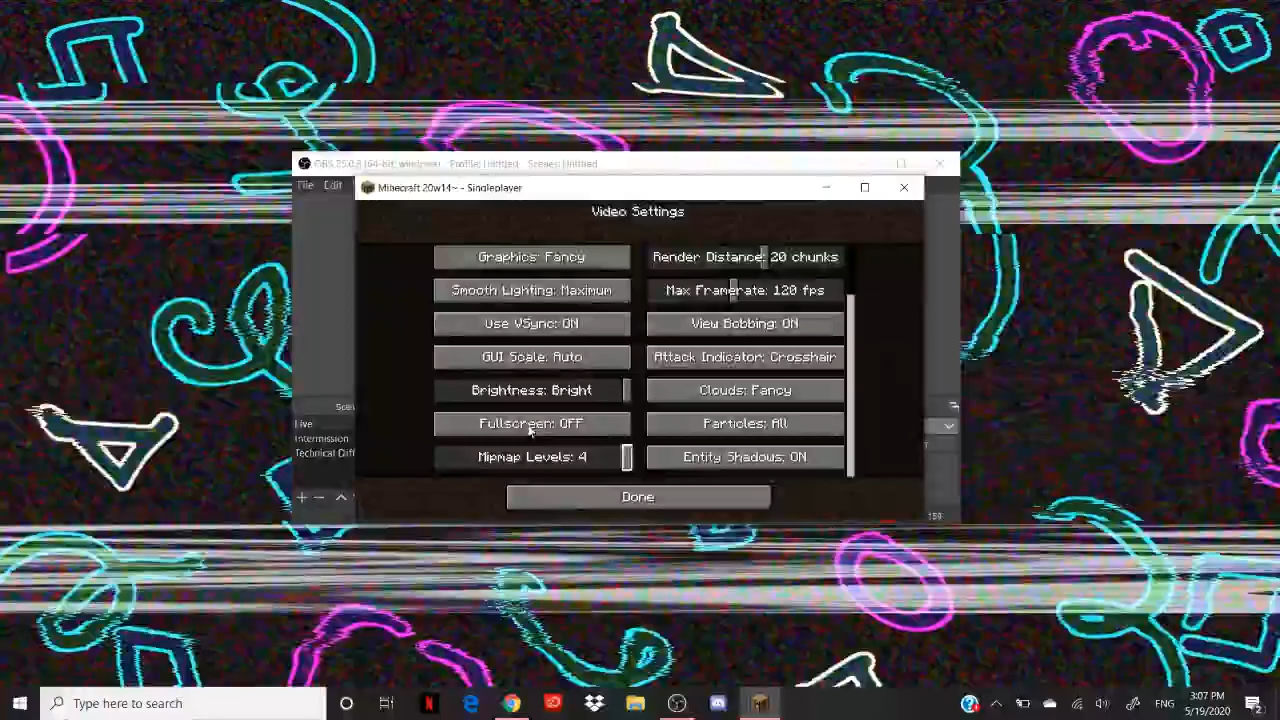 OBS 25.0.8 (64-bit, windows) - Profile: Untitled - Scenes: Untitled
File Edit
Minecraft 20w14~ - Singleplayer
Video Settings
Graphics: Fancy
Render Distance: 20 chunks
Smooth Lighting: Maximum
Max Framerate: 120 fps
Use VSync: ON
View Bobbing: ON
GUI Scale: Auto
Attack Indicator: Crosshair
Brightness: Bright
Clouds: Fancy
Fullscreen: OFF
Particles: All
Mipmap Levels: 4
Entity Shadows: ON
Done
Live
Intermission
Technical Diff
Type here to search
ENG
3:07 PM
5/19/2020
2